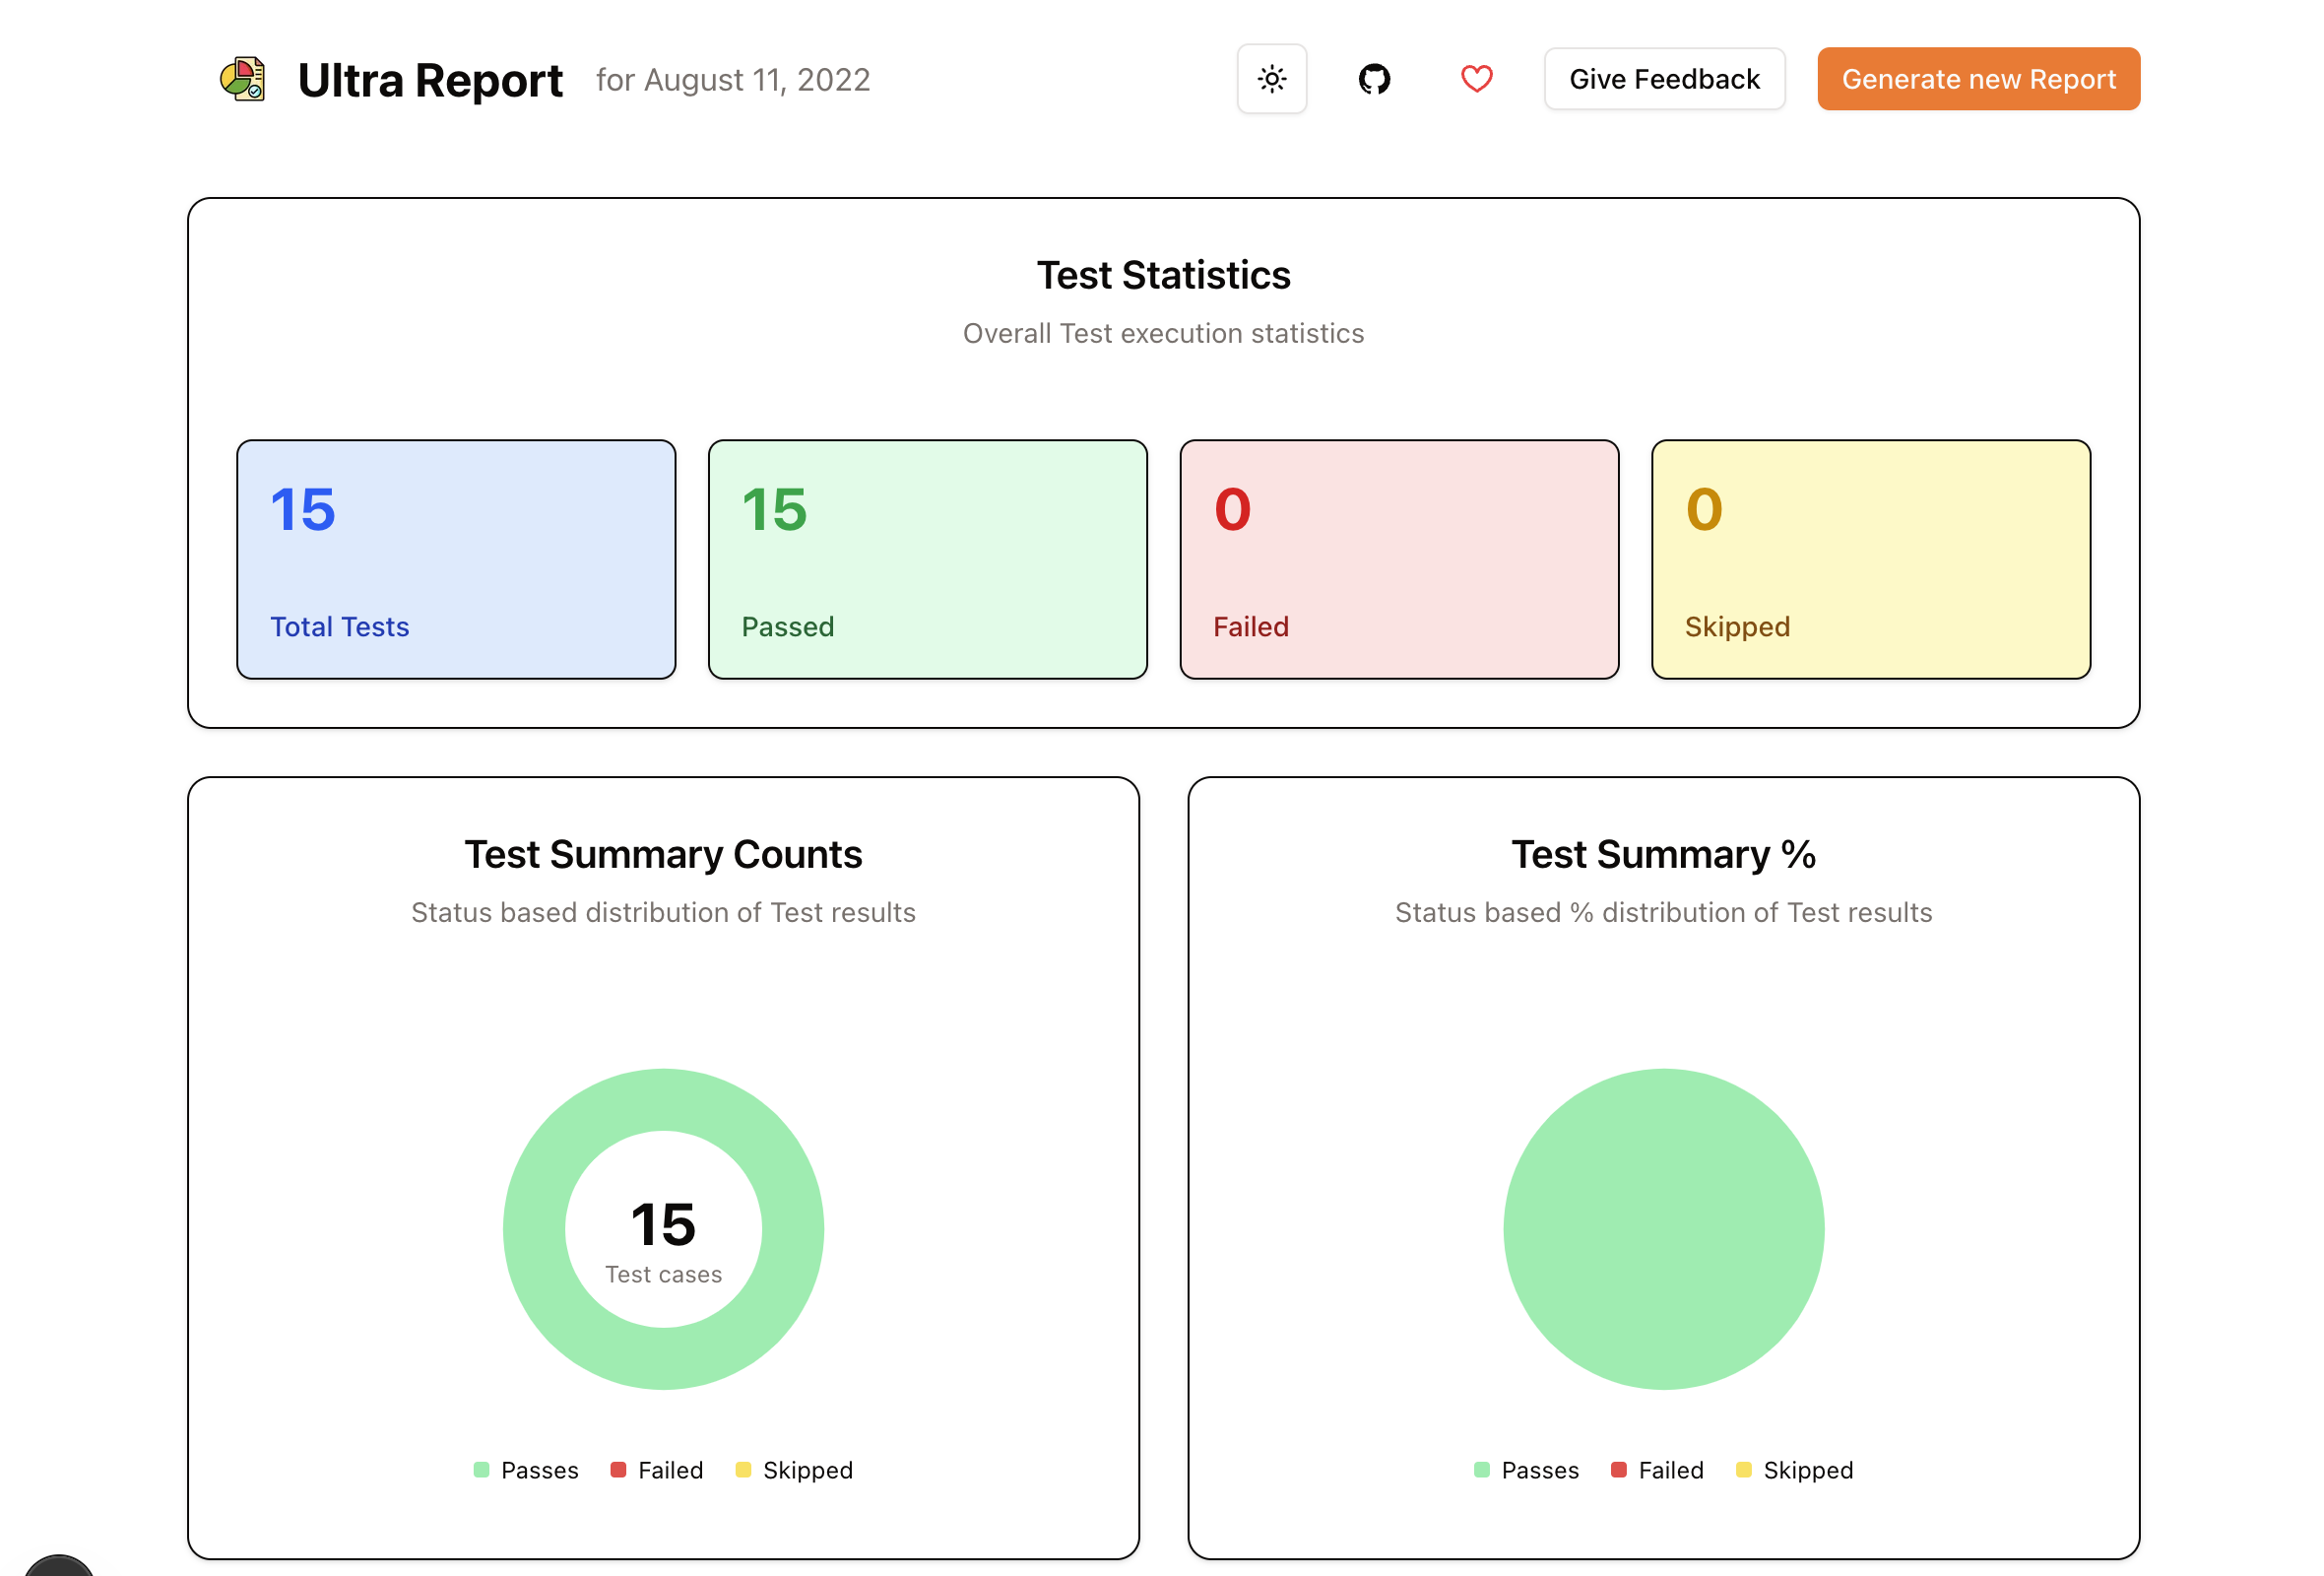 Ultra Report for August 11, 2022 Give Feedback Generate new Report
Test Statistics
Overall Test execution statistics
15
Total Tests
15
Passed
0
Failed
0
Skipped
Test Summary Counts
Status based distribution of Test results
15
Test cases
Passes Failed Skipped
Test Summary %
Status based % distribution of Test results
Passes Failed Skipped